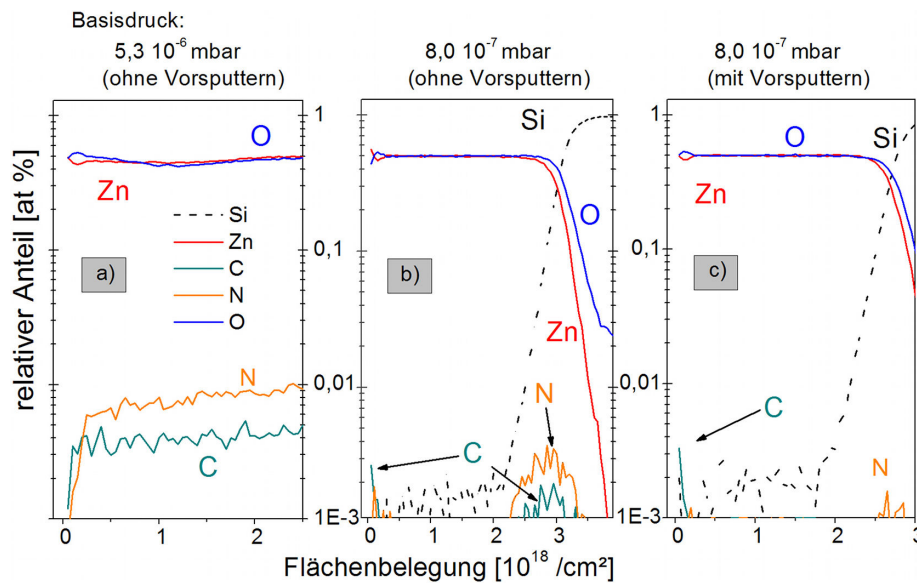 Basisdruck:
5,3 10⁻⁶ mbar
(ohne Vorsputtern)
8,0 10⁻⁷ mbar
(ohne Vorsputtern)
8,0 10⁻⁷ mbar
(mit Vorsputtern)
relativer Anteil [at %]
O
Zn
Si
Zn
C
N
O
a)
N
C
1
0,1
0,01
1E-3
0 1 2
Si
O
b)
Zn
N
C
1
0,1
0,01
1E-3
0 1 2 3
O
Si
Zn
c)
C
N
0 1 2 3
Flächenbelegung [10¹⁸ /cm²]